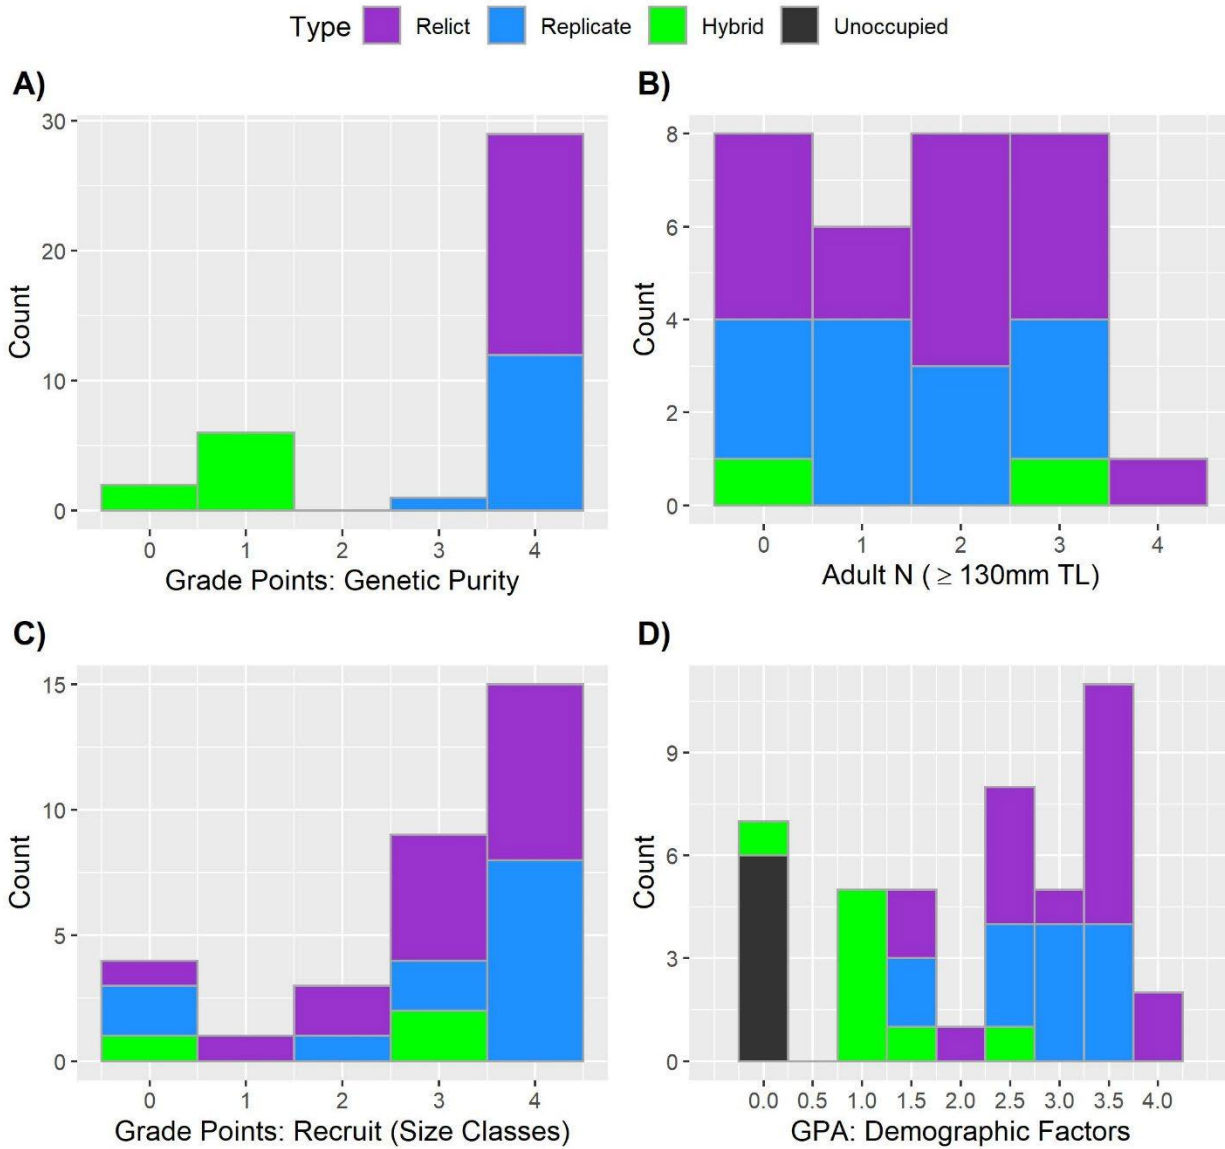 Type Relict Replicate Hybrid Unoccupied
A)
30
20
10
0
Count
0 1 2 3 4
Grade Points: Genetic Purity
B)
8
6
4
2
0
Count
0 1 2 3 4
Adult N ( ≥ 130mm TL)
C)
15
10
5
0
Count
0 1 2 3 4
Grade Points: Recruit (Size Classes)
D)
9
6
3
0
Count
0.0 0.5 1.0 1.5 2.0 2.5 3.0 3.5 4.0
GPA: Demographic Factors